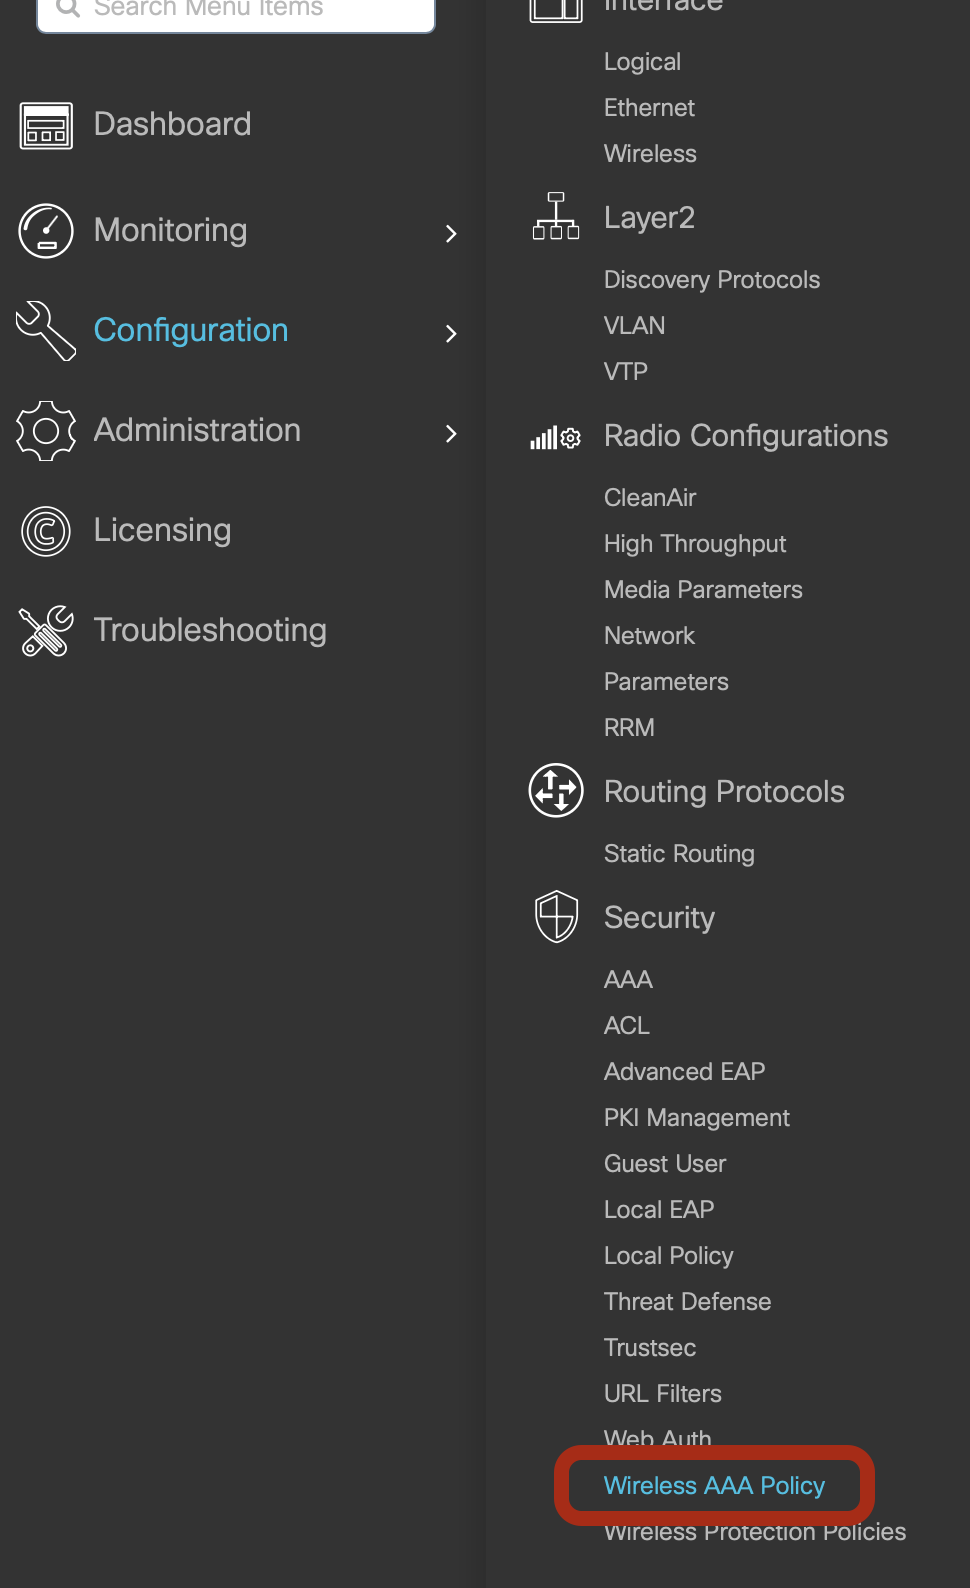 Search Menu Items
Dashboard
Monitoring
Configuration
Administration
Licensing
Troubleshooting
Interface
Logical
Ethernet
Wireless
Layer2
Discovery Protocols
VLAN
VTP
Radio Configurations
CleanAir
High Throughput
Media Parameters
Network
Parameters
RRM
Routing Protocols
Static Routing
Security
AAA
ACL
Advanced EAP
PKI Management
Guest User
Local EAP
Local Policy
Threat Defense
Trustsec
URL Filters
Web Auth
Wireless AAA Policy
Wireless Protection Policies